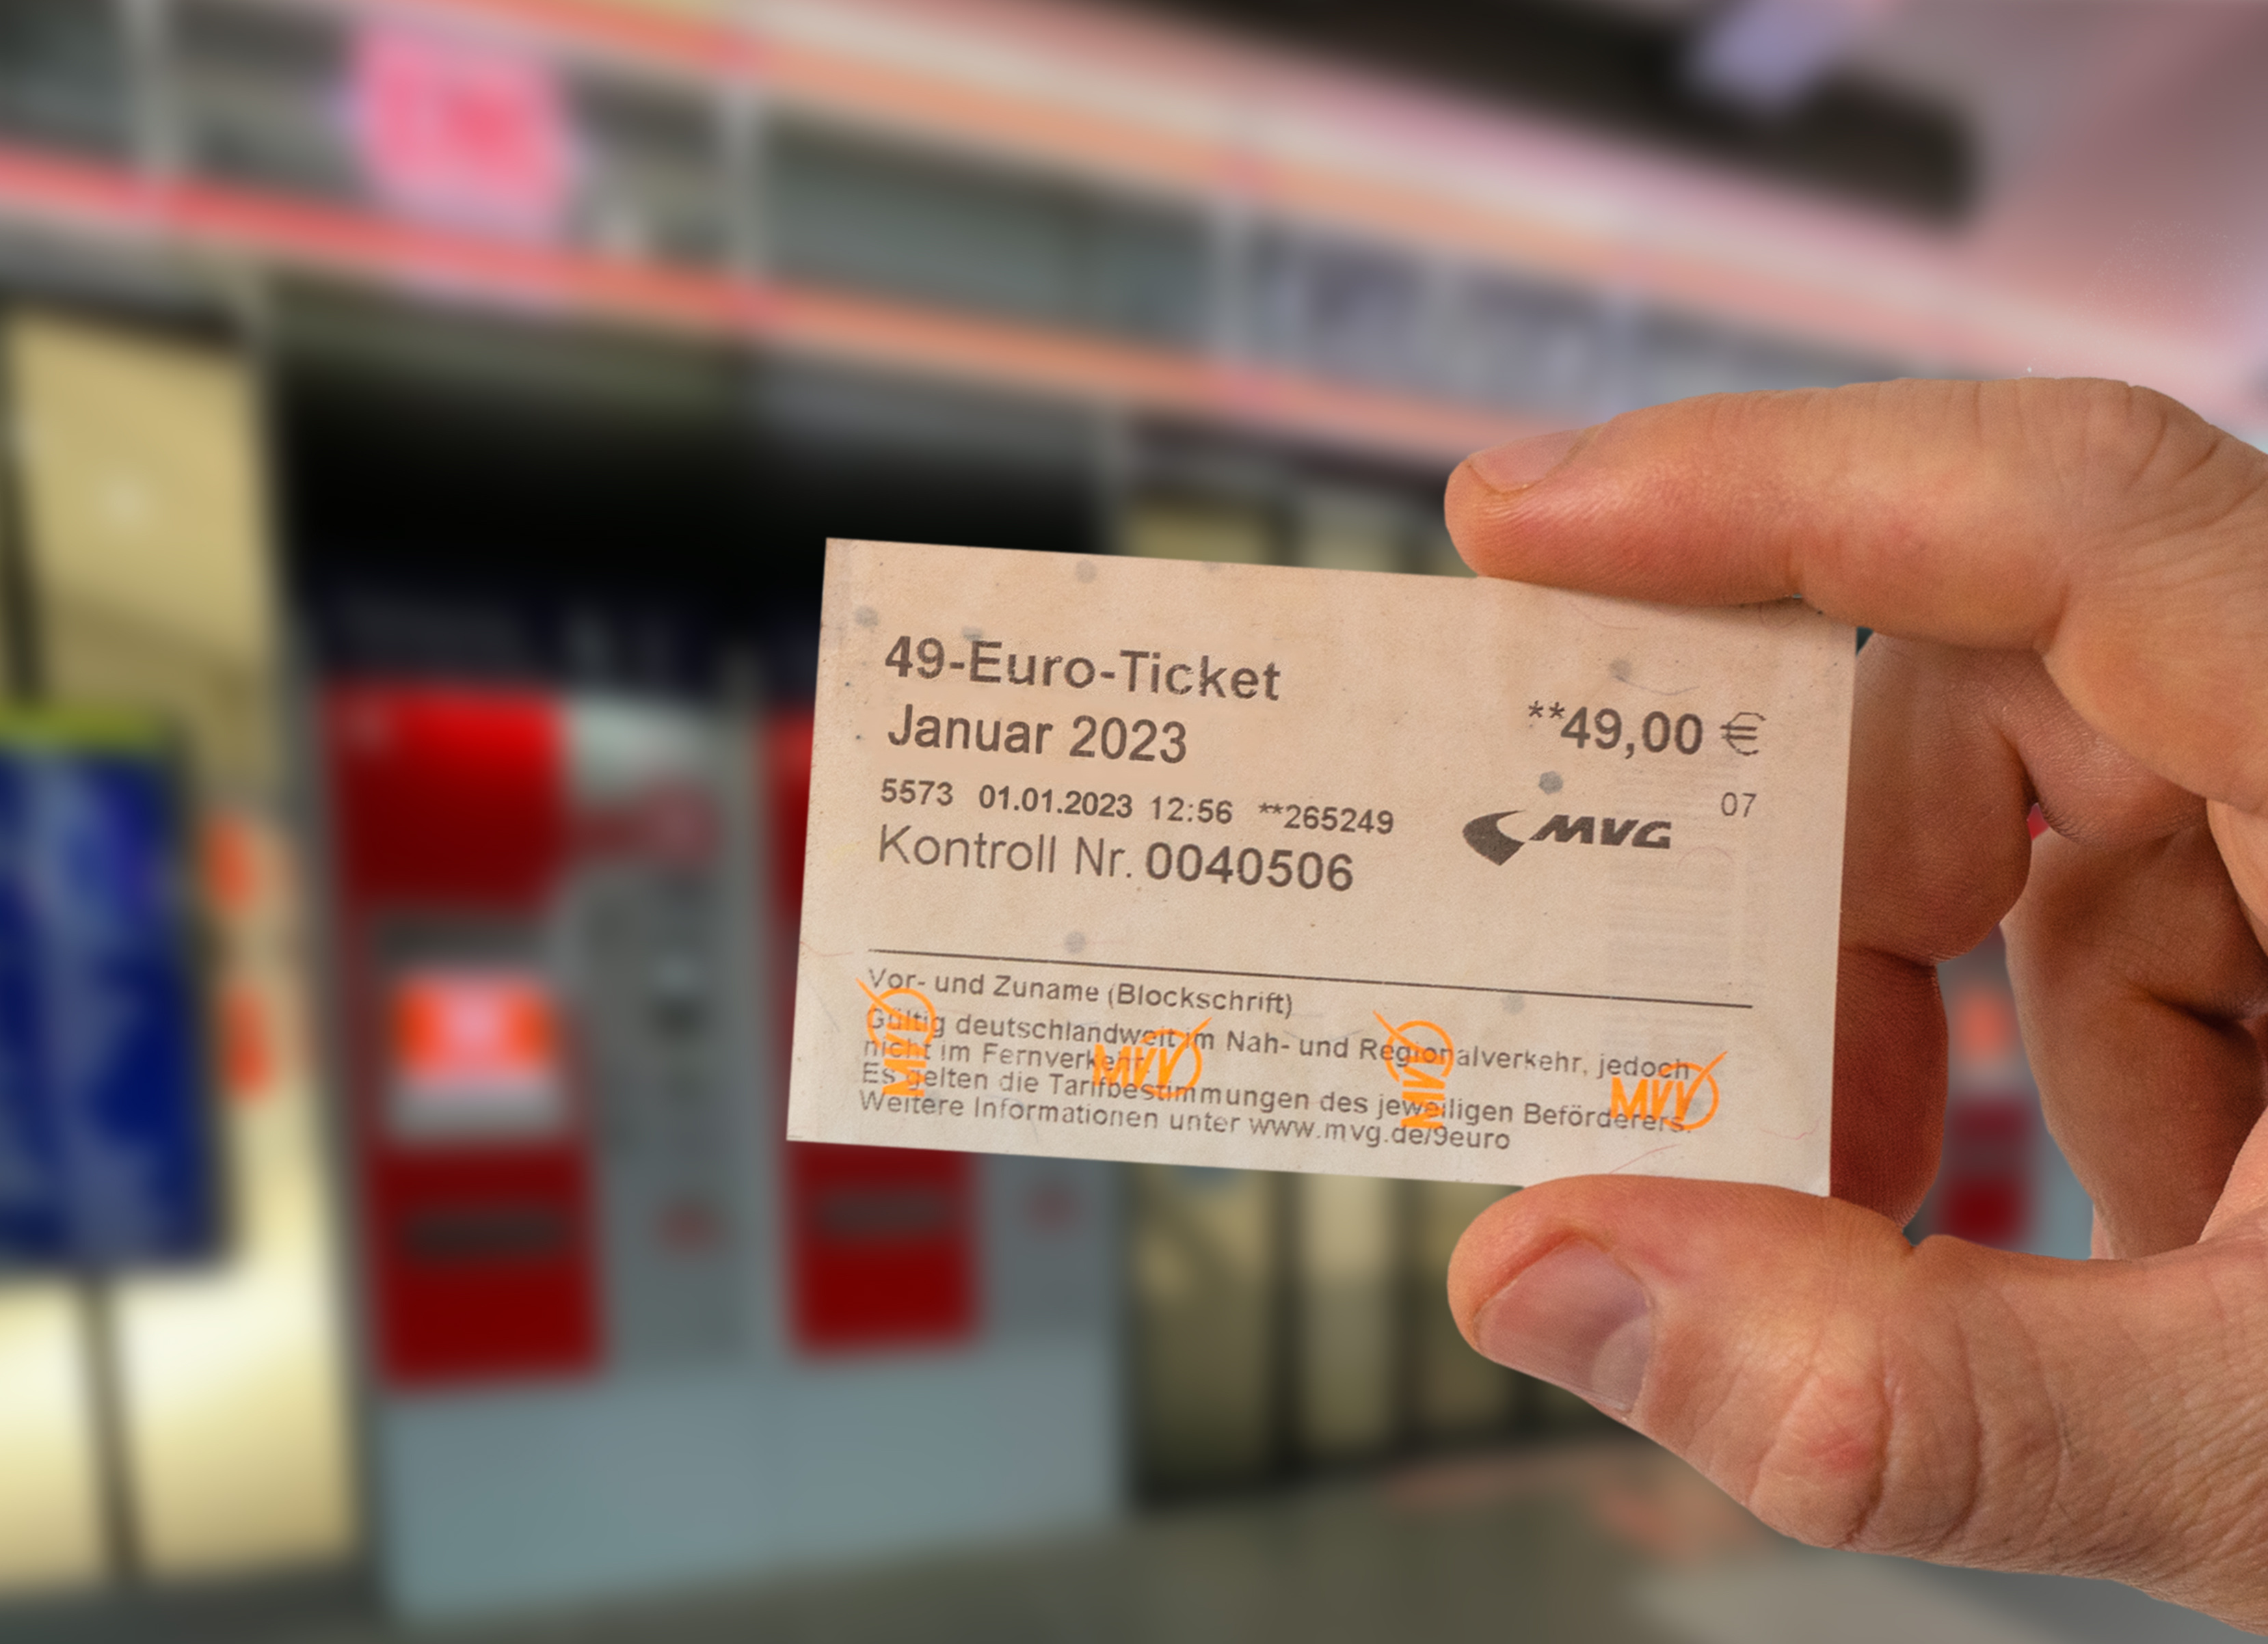 49-Euro-Ticket
Januar 2023
**49,00 €
5573 01.01.2023 12:56 **265249
07
Kontroll Nr. 0040506
MVG
Vor- und Zuname (Blockschrift)
Gültig deutschlandweit im Nah- und Regionalverkehr, jedoch
nicht im Fernverkehr.
Es gelten die Tarifbestimmungen des jeweiligen Beförderers.
Weitere Informationen unter www.mvg.de/9euro
MVV
MVV
MVV
MVV